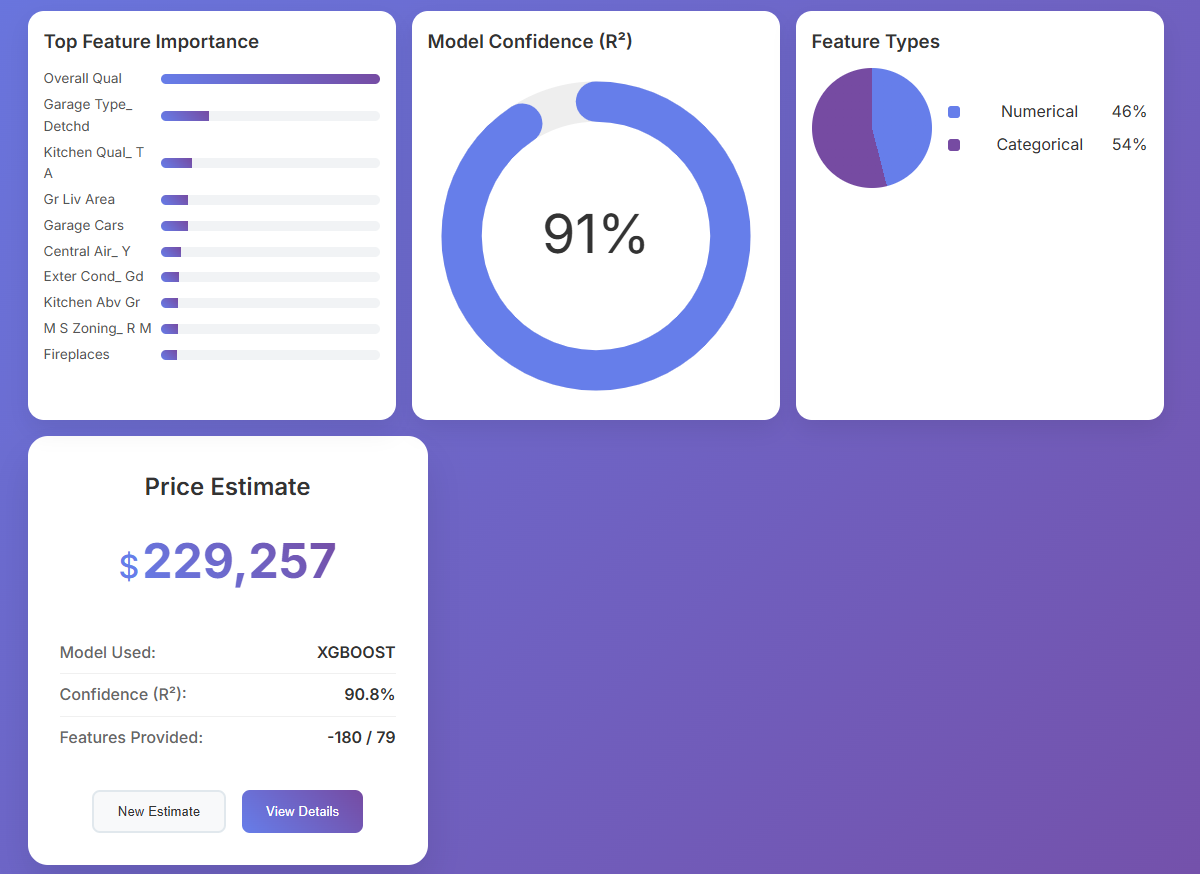 Top Feature Importance
Overall Qual
Garage Type_
Detchd
Kitchen Qual_ T
A
Gr Liv Area
Garage Cars
Central Air_ Y
Exter Cond_ Gd
Kitchen Abv Gr
M S Zoning_ R M
Fireplaces
Model Confidence (R²)
91%
Feature Types
Numerical 46%
Categorical 54%
Price Estimate
$229,257
Model Used: XGBOOST
Confidence (R²): 90.8%
Features Provided: -180 / 79
New Estimate View Details